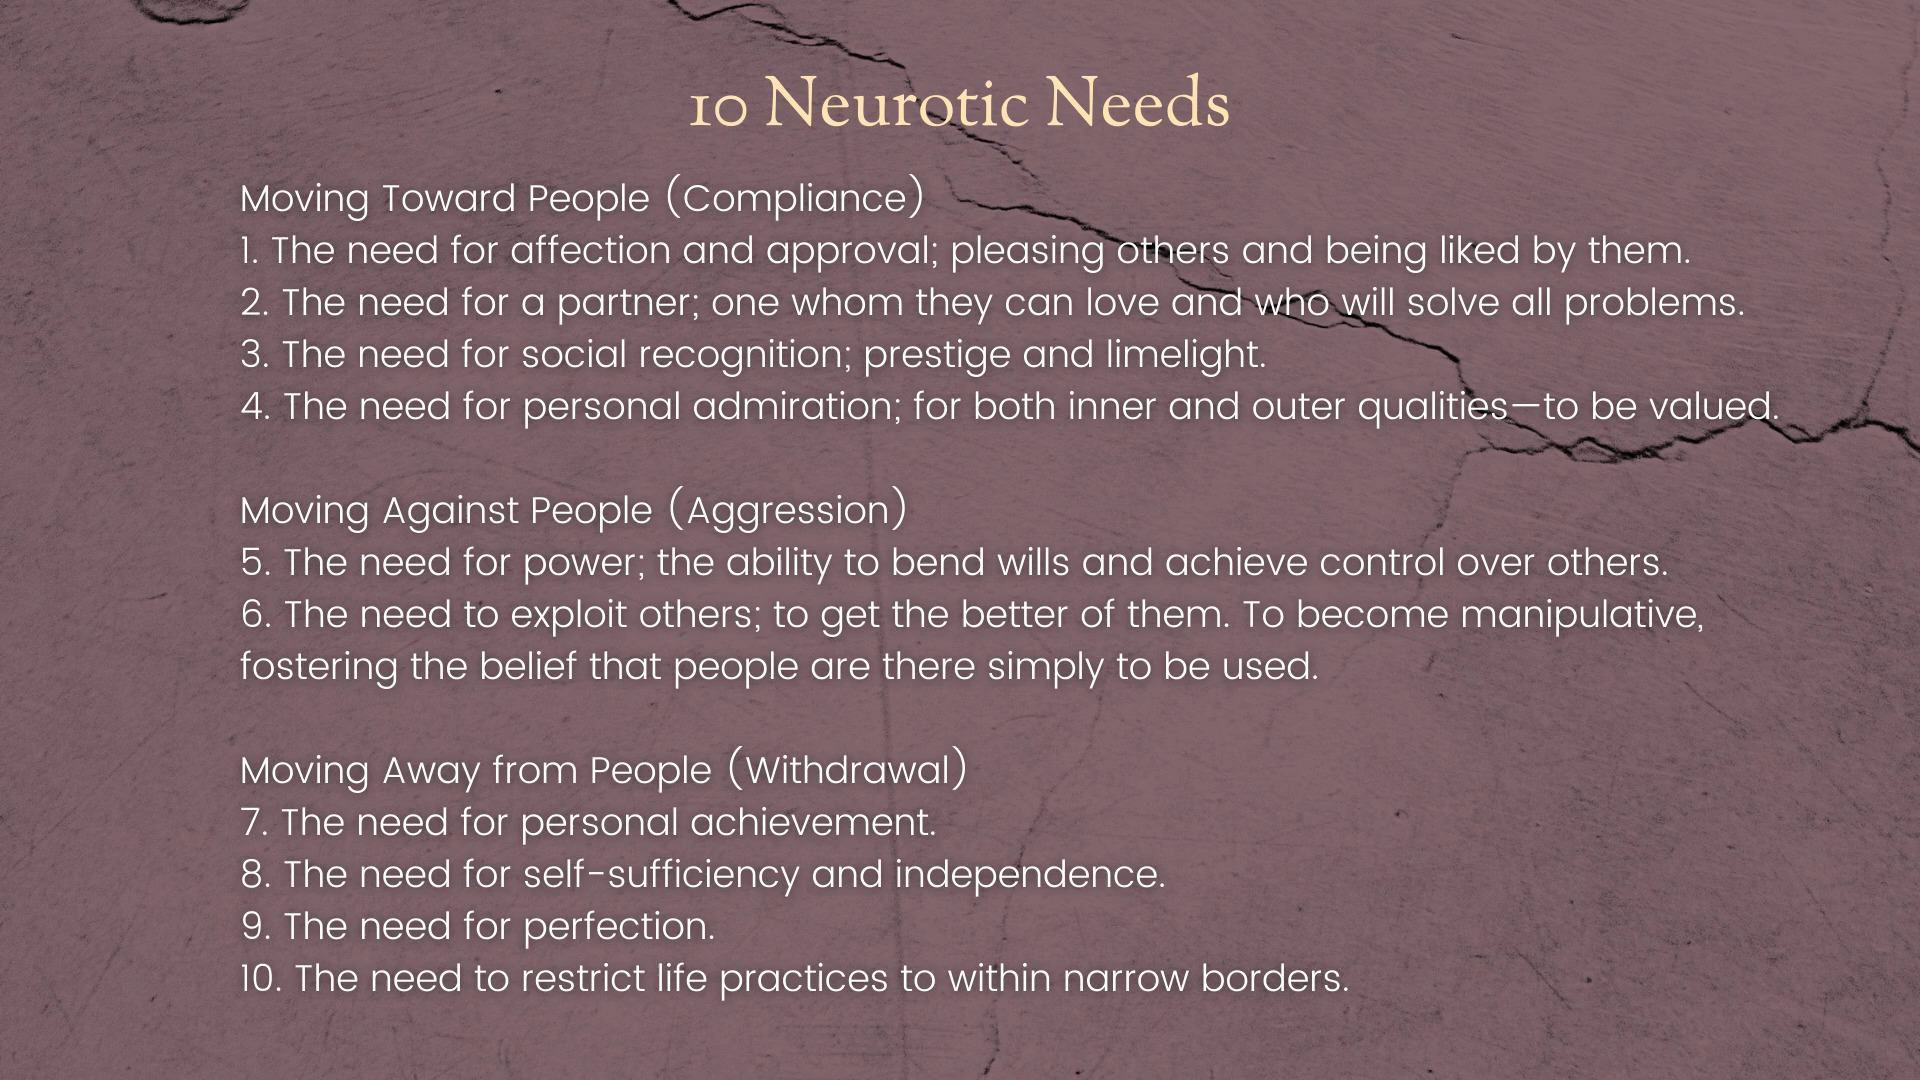 10 Neurotic Needs
Moving Toward People (Compliance)
1. The need for affection and approval; pleasing others and being liked by them.
2. The need for a partner; one whom they can love and who will solve all problems.
3. The need for social recognition; prestige and limelight.
4. The need for personal admiration; for both inner and outer qualities—to be valued.
Moving Against People (Aggression)
5. The need for power; the ability to bend wills and achieve control over others.
6. The need to exploit others; to get the better of them. To become manipulative,
fostering the belief that people are there simply to be used.
Moving Away from People (Withdrawal)
7. The need for personal achievement.
8. The need for self-sufficiency and independence.
9. The need for perfection.
10. The need to restrict life practices to within narrow borders.